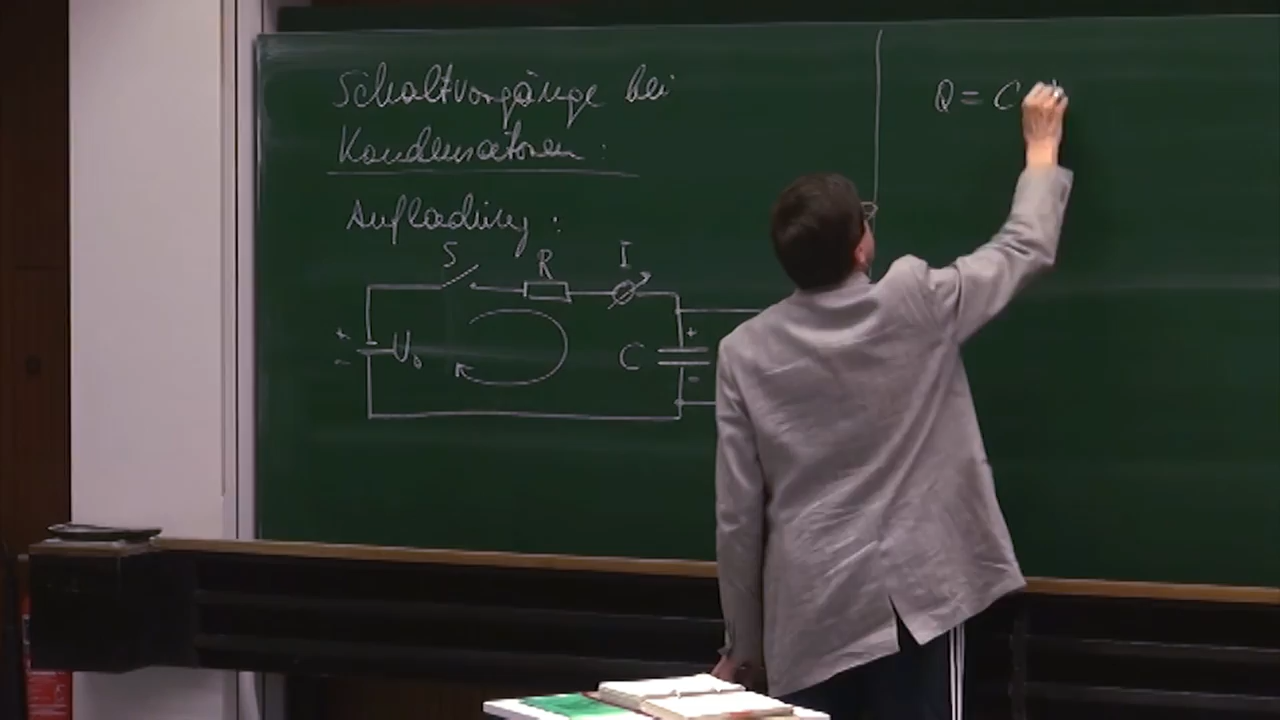 Schaltvorgänge bei
Kondensatoren:
Aufladung:
S
R
I
+
-
U₀
C
+
-
Q = C